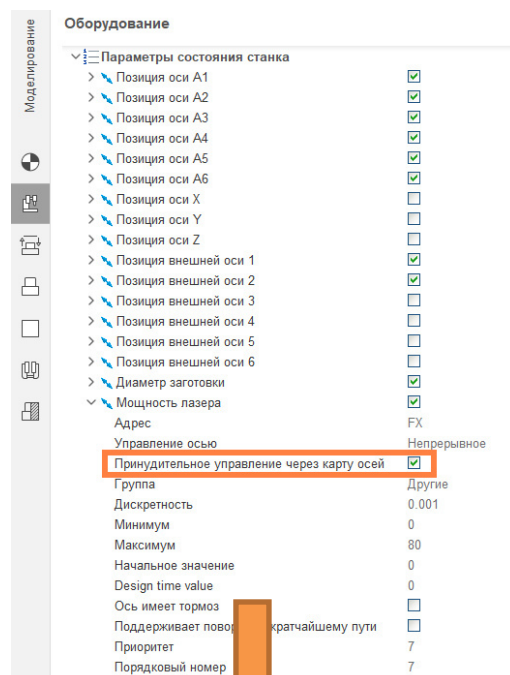 Моделирование
Оборудование
Параметры состояния станка
Позиция оси A1
Позиция оси A2
Позиция оси A3
Позиция оси A4
Позиция оси A5
Позиция оси A6
Позиция оси X
Позиция оси Y
Позиция оси Z
Позиция внешней оси 1
Позиция внешней оси 2
Позиция внешней оси 3
Позиция внешней оси 4
Позиция внешней оси 5
Позиция внешней оси 6
Диаметр заготовки
Мощность лазера
Адрес FX
Управление осью Непрерывное
Принудительное управление через карту осей
Группа Другие
Дискретность 0.001
Минимум 0
Максимум 80
Начальное значение 0
Design time value 0
Ось имеет тормоз
Поддерживает кратчайшему пути
Приоритет 7
Порядковый номер 7